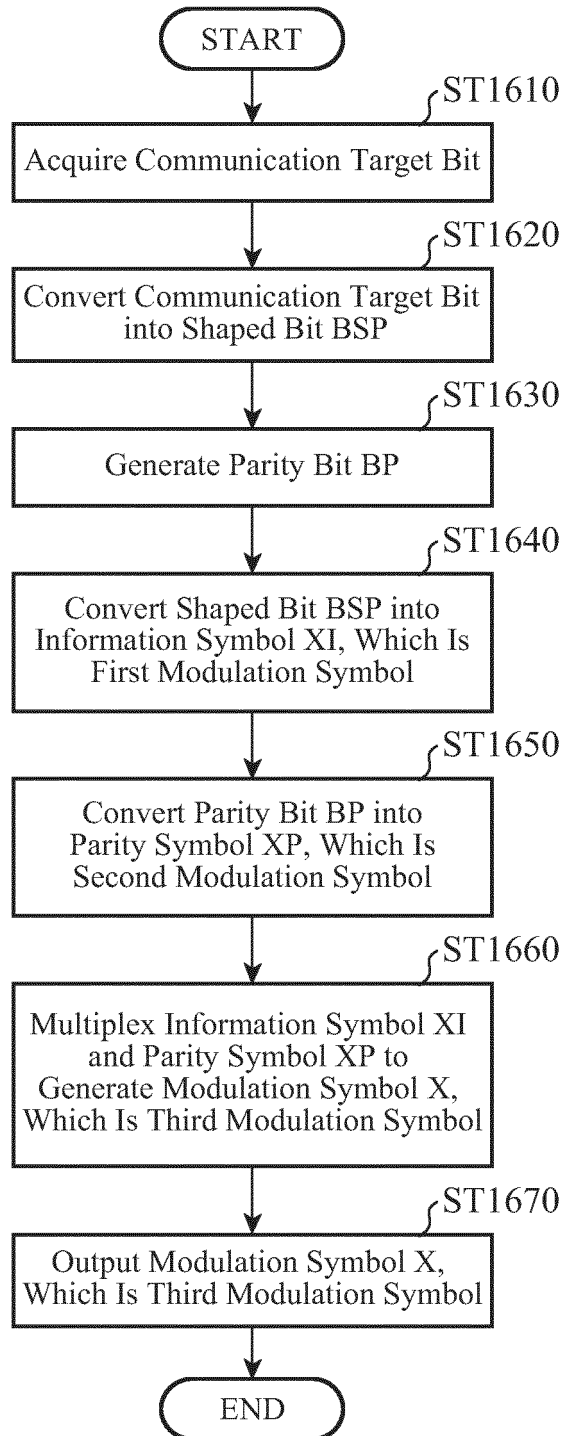 START
ST1610
Acquire Communication Target Bit
ST1620
Convert Communication Target Bit
into Shaped Bit BSP
ST1630
Generate Parity Bit BP
ST1640
Convert Shaped Bit BSP into
Information Symbol XI, Which Is
First Modulation Symbol
ST1650
Convert Parity Bit BP into
Parity Symbol XP, Which Is
Second Modulation Symbol
ST1660
Multiplex Information Symbol XI
and Parity Symbol XP to
Generate Modulation Symbol X,
Which Is Third Modulation Symbol
ST1670
Output Modulation Symbol X,
Which Is Third Modulation Symbol
END